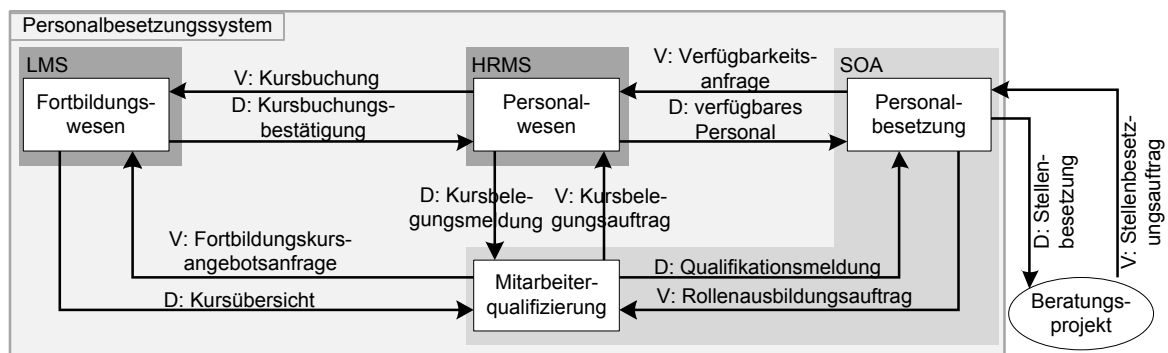 Personalbesetzungssystem
LMS
HRMS
SOA
Fortbildungs-
wesen
V: Kursbuchung
D: Kursbuchungs-
bestätigung
Personal-
wesen
V: Verfügbarkeits-
anfrage
D: verfügbares
Personal
Personal-
besetzung
D: Kursbele-
gungsmeldung
V: Kursbele-
gungsauftrag
D: Stellen-
besetzung
V: Stellenbesetz-
ungsauftrag
V: Fortbildungskurs-
angebotsanfrage
D: Kursübersicht
Mitarbeiter-
qualifizierung
D: Qualifikationsmeldung
V: Rollenausbildungsauftrag
Beratungs-
projekt